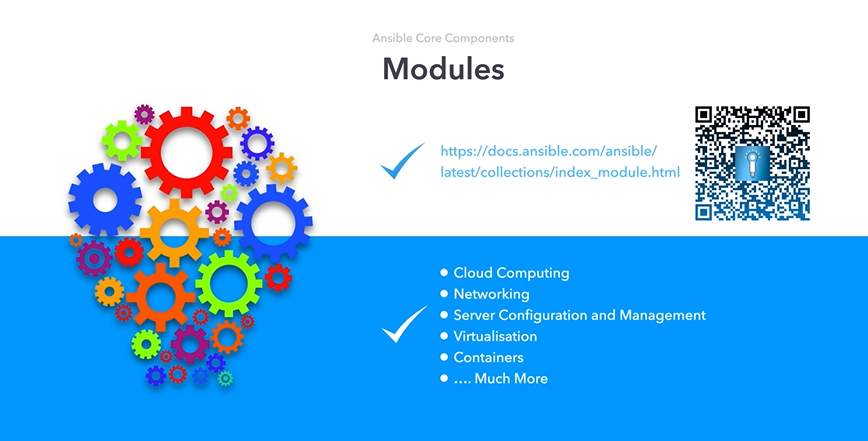 Ansible Core Components
Modules
https://docs.ansible.com/ansible/
latest/collections/index_module.html
Cloud Computing
Networking
Server Configuration and Management
Virtualisation
Containers
.... Much More